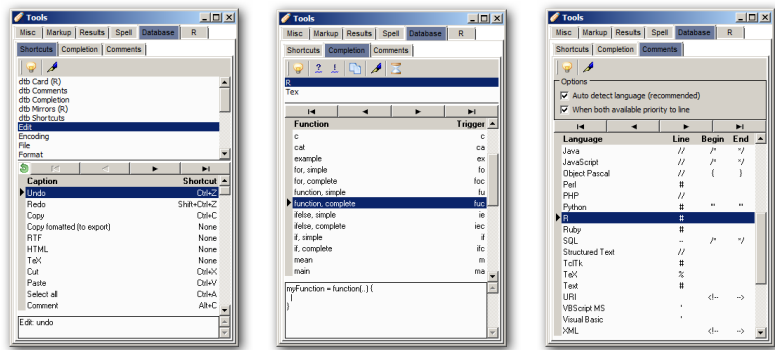 Tools
Misc Markup Results Spell Database R
Shortcuts Completion Comments
dtb Card (R)
dtb Comments
dtb Completion
dtb Mirrors (R)
dtb Shortcuts
Edit
Encoding
File
Format
Caption Shortcut
Undo Ctrl+Z
Redo Shift+Ctrl+Z
Copy Ctrl+C
Copy fomatted (to export) None
RTF None
HTML None
TeX None
Cut Ctrl+X
Paste Ctrl+V
Select all Ctrl+A
Comment Alt+C
Edit: undo
Tools
Misc Markup Results Spell Database R
Shortcuts Completion Comments
R
Tex
Function Trigger
c c
cat ca
example ex
for, simple fo
for, complete foc
function, simple fu
function, complete fuc
ifelse, simple ie
ifelse, complete iec
if, simple if
if, complete ifc
mean m
main ma
myFunction = function(..) {
|
}
Tools
Misc Markup Results Spell Database R
Shortcuts Completion Comments
Options
Auto detect language (recommended)
When both available priority to line
Language Line Begin End
Java // /* */
JavaScript // /* */
Object Pascal // { }
Perl #
PHP //
Python # "' "'
R #
Ruby #
SQL -- /* */
Structured Text //
TclTk #
TeX %
Text #
URI <!-- -->
VBScript MS '
Visual Basic '
XML <!-- -->